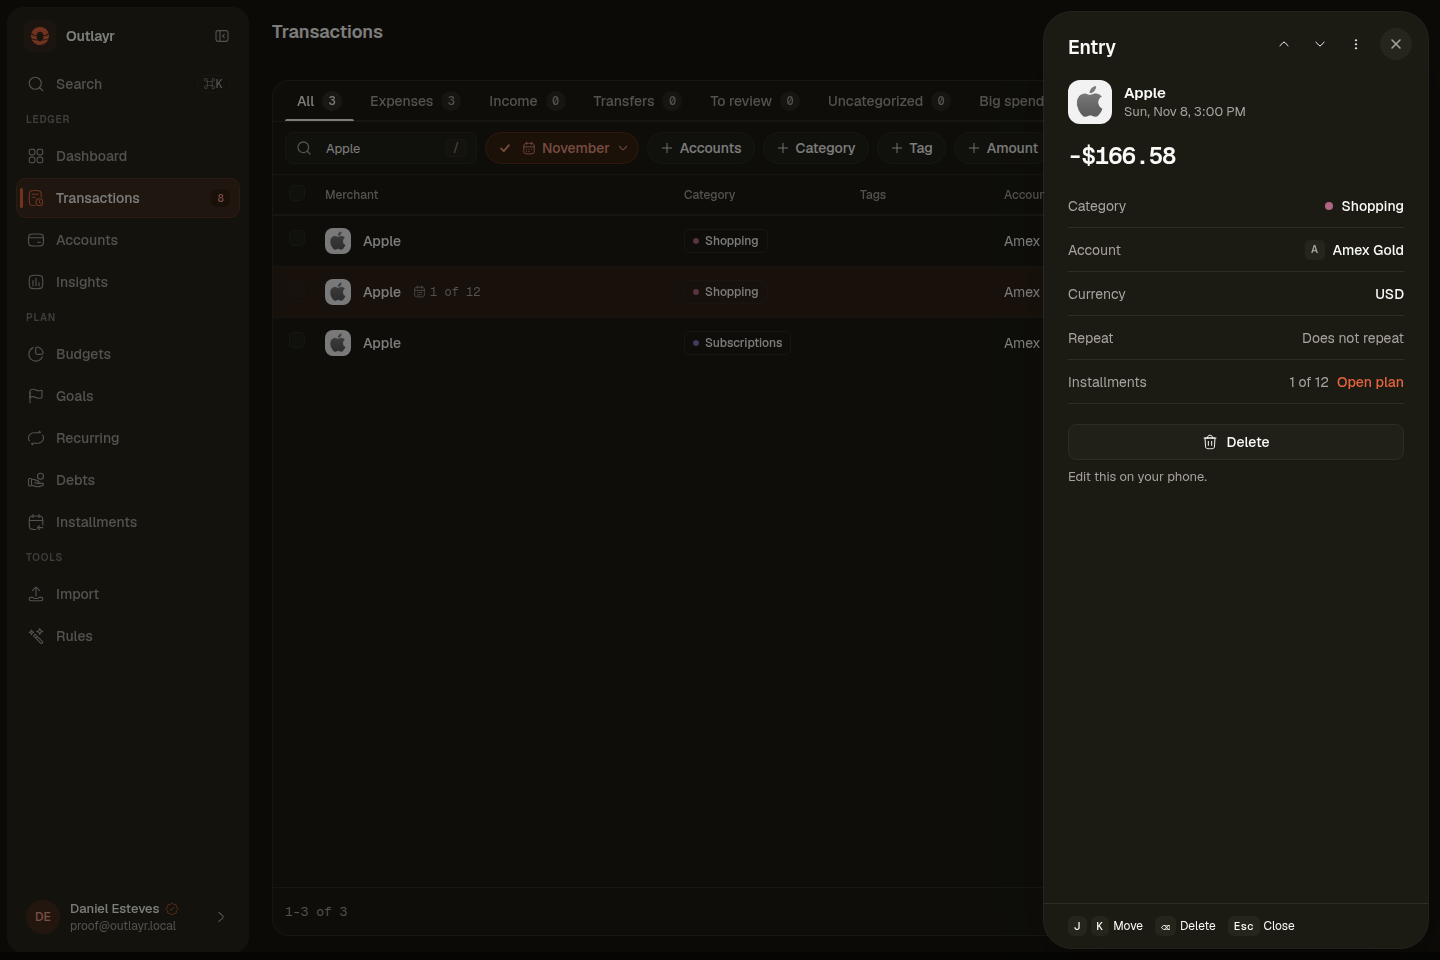 Outlayr
Search ⌘K
LEDGER
Dashboard
Transactions 8
Accounts
Insights
PLAN
Budgets
Goals
Recurring
Debts
Installments
TOOLS
Import
Rules
DE
Daniel Esteves
proof@outlayr.local
Transactions
All 3 Expenses 3 Income 0 Transfers 0 To review 0 Uncategorized 0 Big spend
Apple / November Accounts Category Tag Amount
Merchant Category Tags Accoun
Apple Shopping Amex
Apple 1 of 12 Shopping Amex
Apple Subscriptions Amex
1-3 of 3
Entry
Apple
Sun, Nov 8, 3:00 PM
-$166.58
Category Shopping
Account A Amex Gold
Currency USD
Repeat Does not repeat
Installments 1 of 12 Open plan
Delete
Edit this on your phone.
J K Move ⌫ Delete Esc Close